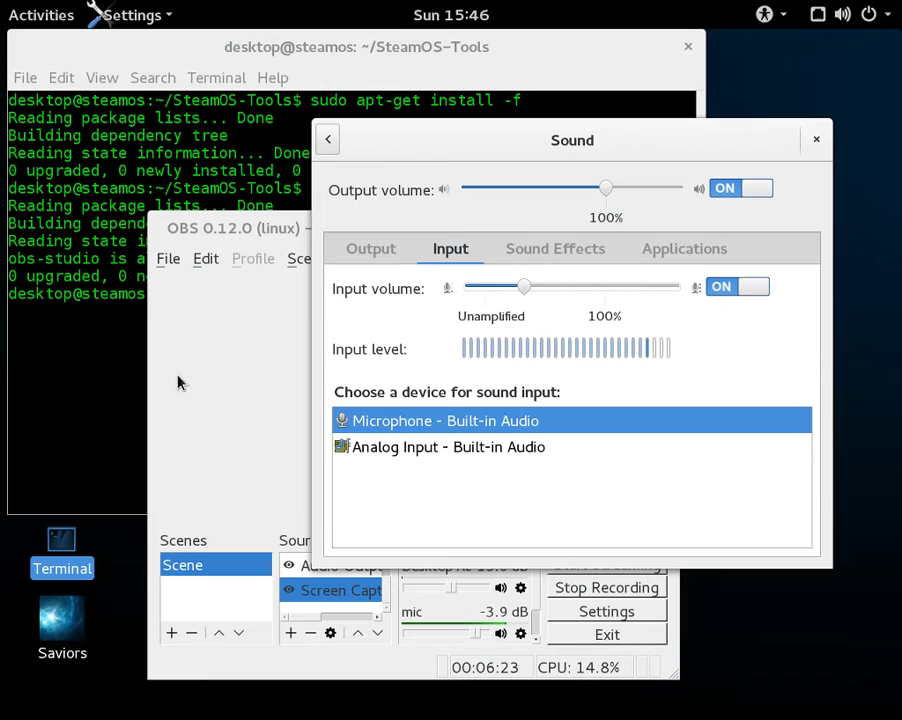 Activities
Settings
Sun 15:46
desktop@steamos: ~/SteamOS-Tools
File Edit View Search Terminal Help
desktop@steamos:~/SteamOS-Tools$ sudo apt-get install -f
Reading package lists... Done
Building dependency tree
Reading state information... Done
0 upgraded, 0 newly installed, 0
desktop@steamos:~/SteamOS-Tools$
Reading package lists... Done
Building depend
Reading state i
obs-studio is a
0 upgraded, 0 n
desktop@steamos
Sound
Output volume:
ON
100%
Output Input Sound Effects Applications
Input volume:
ON
Unamplified 100%
Input level:
Choose a device for sound input:
Microphone - Built-in Audio
Analog Input - Built-in Audio
OBS 0.12.0 (linux) -
File Edit Profile Sce
Scenes
Scene
Sour
Audio Outpu
Screen Capt
mic -3.9 dB
Stop Recording
Settings
Exit
00:06:23 CPU: 14.8%
Terminal
Saviors